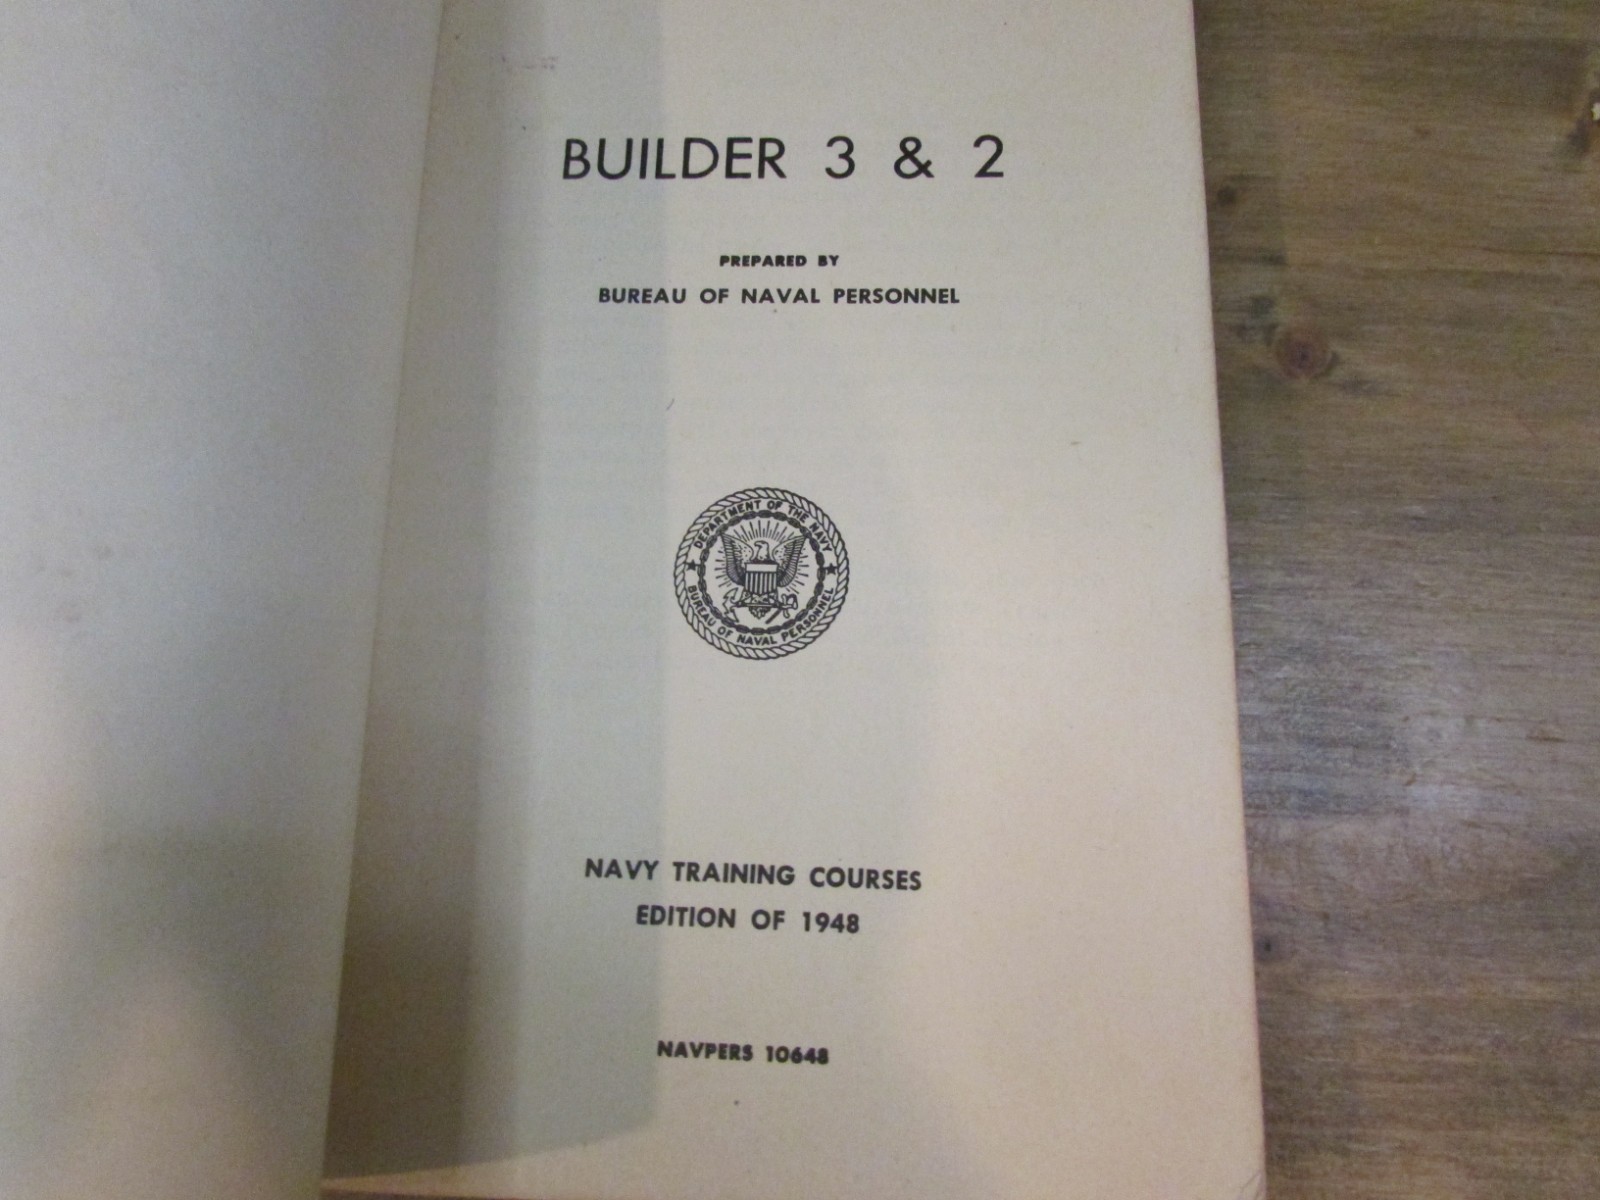 BUILDER 3 & 2
PREPARED BY
BUREAU OF NAVAL PERSONNEL
DEPARTMENT OF THE NAVY
BUREAU OF NAVAL PERSONNEL
NAVY TRAINING COURSES
EDITION OF 1948
NAVPERS 10648